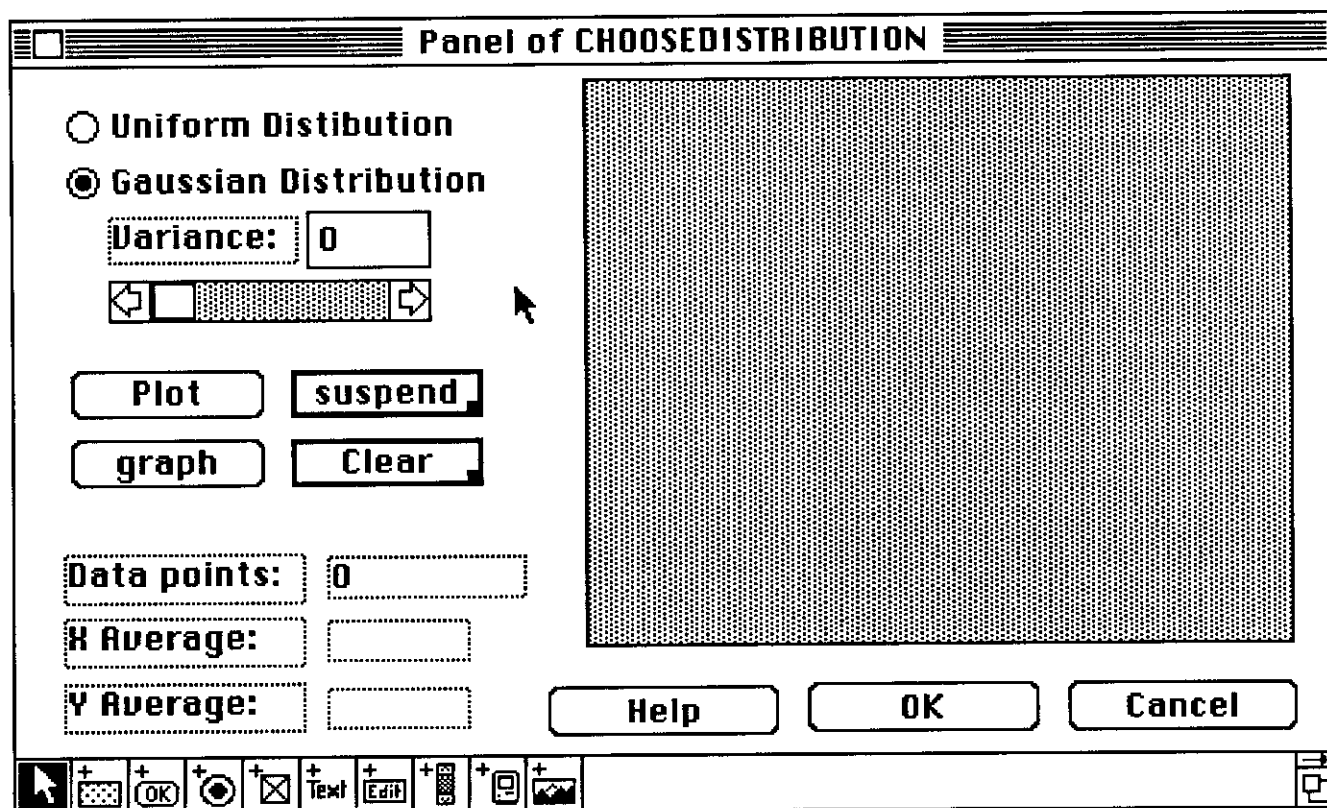 Panel of CHOOSEDISTRIBUTION
Uniform Distibution
Gaussian Distribution
Variance: 0
Plot suspend
graph Clear
Data points: 0
X Average:
Y Average:
Help OK Cancel
OK Text Edit